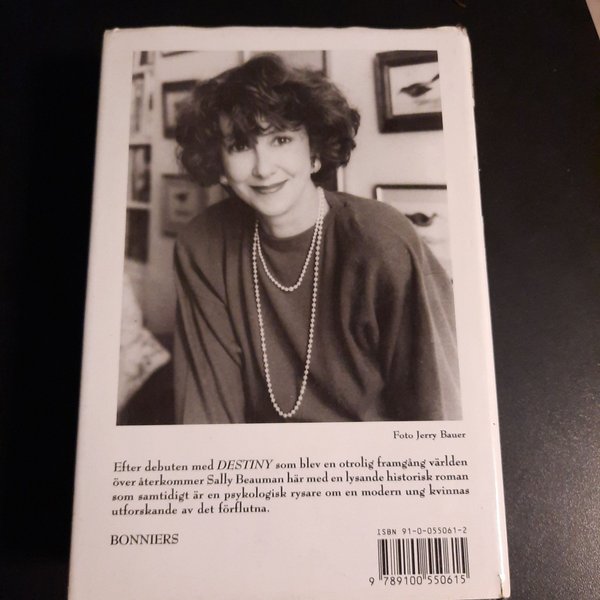 Foto Jerry Bauer
Efter debuten med DESTINY som blev en otrolig framgång världen
över återkommer Sally Beauman här med en lysande historisk roman
som samtidigt är en psykologisk rysare om en modern ung kvinnas
utforskande av det förflutna.
ISBN 91-0-055061-2
BONNIERS
9 789100 550615